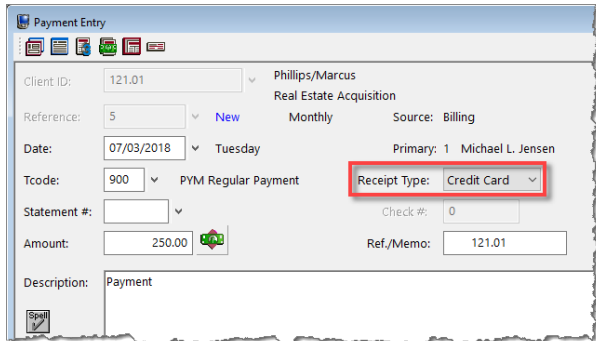 Payment Entry
Client ID: 121.01 Phillips/Marcus
Real Estate Acquisition
Reference: 5 New Monthly Source: Billing
Date: 07/03/2018 Tuesday Primary: 1 Michael L. Jensen
Tcode: 900 PYM Regular Payment Receipt Type: Credit Card
Statement #: Check #: 0
Amount: 250.00 Ref./Memo: 121.01
Description: Payment
Spell